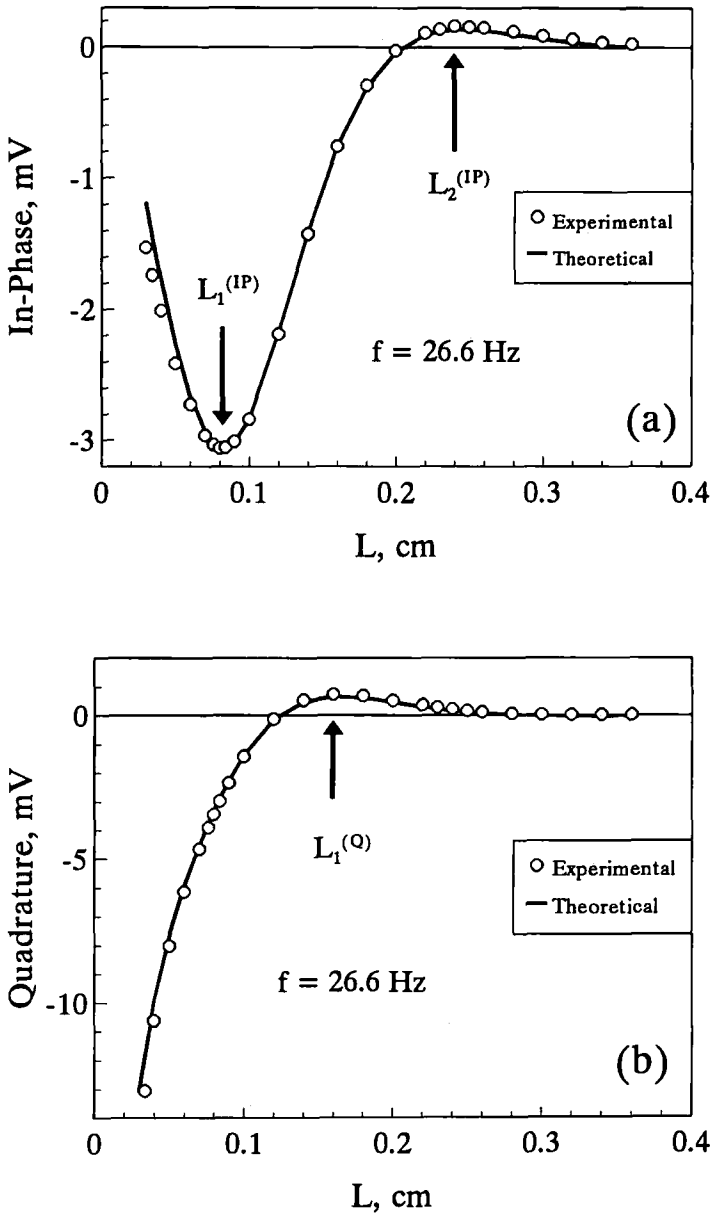 0
-1
-2
-3
In-Phase, mV
L₁⁽ᴵᴾ⁾
L₂⁽ᴵᴾ⁾
Experimental
Theoretical
f = 26.6 Hz
(a)
0 0.1 0.2 0.3 0.4
L, cm
0
-5
-10
Quadrature, mV
L₁⁽Q⁾
Experimental
Theoretical
f = 26.6 Hz
(b)
0 0.1 0.2 0.3 0.4
L, cm